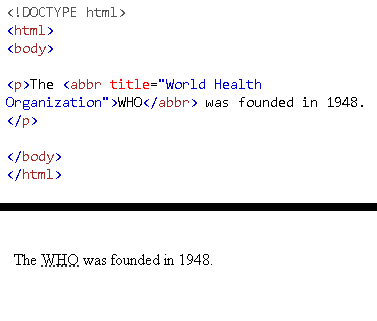 <!DOCTYPE html>
<html>
<body>
<p>The <abbr title="World Health
Organization">WHO</abbr> was founded in 1948.
</p>
</body>
</html>
The WHO was founded in 1948.